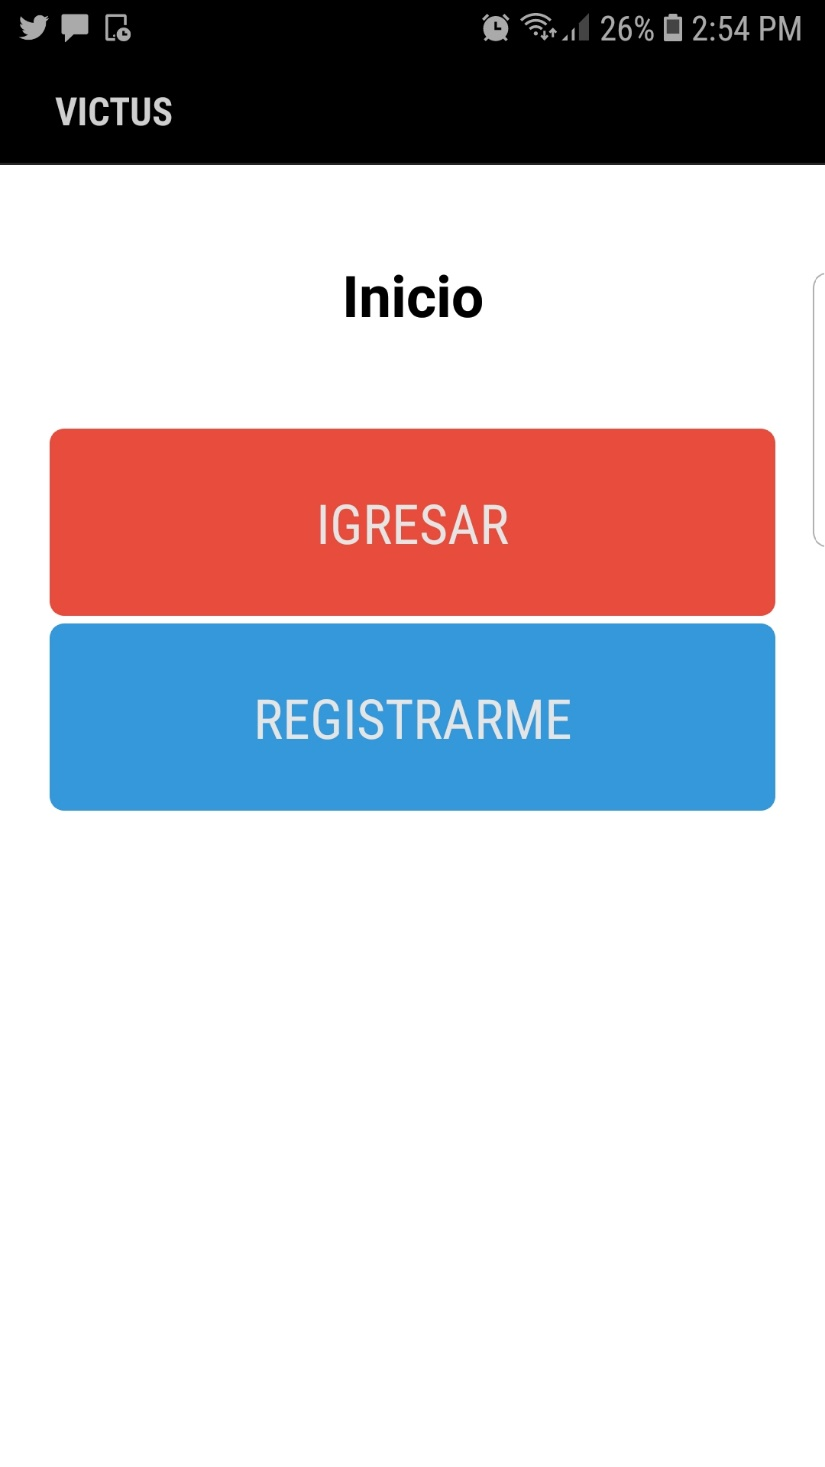 26% 2:54 PM
VICTUS
Inicio
IGRESAR
REGISTRARME